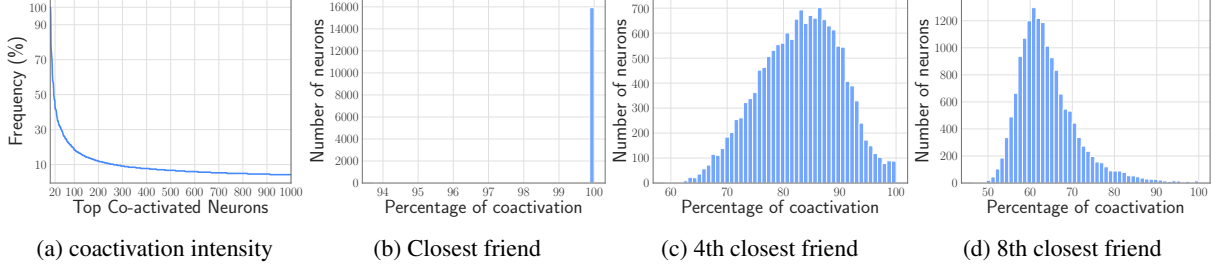 100
90
70
50
30
10
20 100 200 300 400 500 600 700 800 900 1000
Frequency (%)
Top Co-activated Neurons
(a) coactivation intensity
16000
14000
12000
10000
8000
6000
4000
2000
0
94 95 96 97 98 99 100
Number of neurons
Percentage of coactivation
(b) Closest friend
700
600
500
400
300
200
100
0
60 70 80 90 100
Number of neurons
Percentage of coactivation
(c) 4th closest friend
1200
1000
800
600
400
200
0
50 60 70 80 90 100
Number of neurons
Percentage of coactivation
(d) 8th closest friend